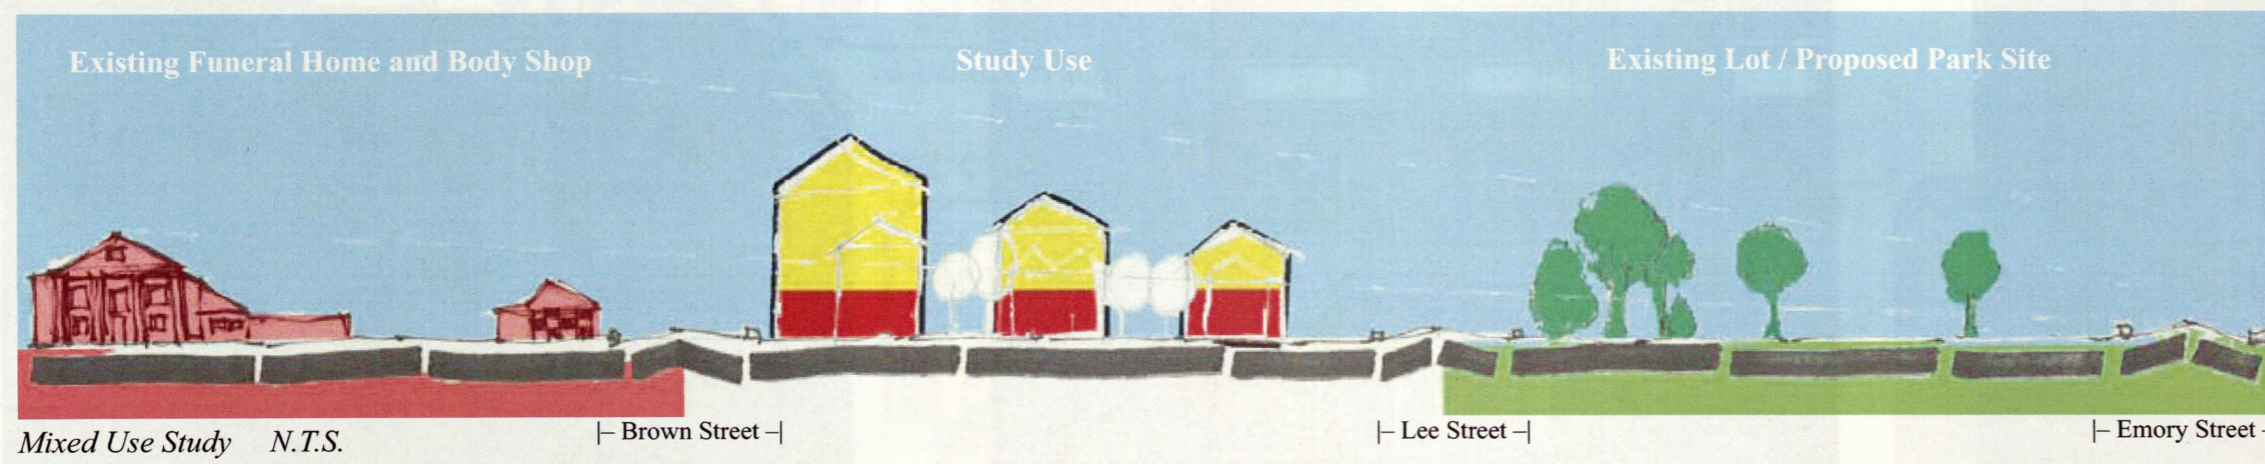 Existing Funeral Home and Body Shop
Study Use
Existing Lot / Proposed Park Site
|– Brown Street –|
|– Lee Street –|
|– Emory Street -
Mixed Use Study N.T.S.